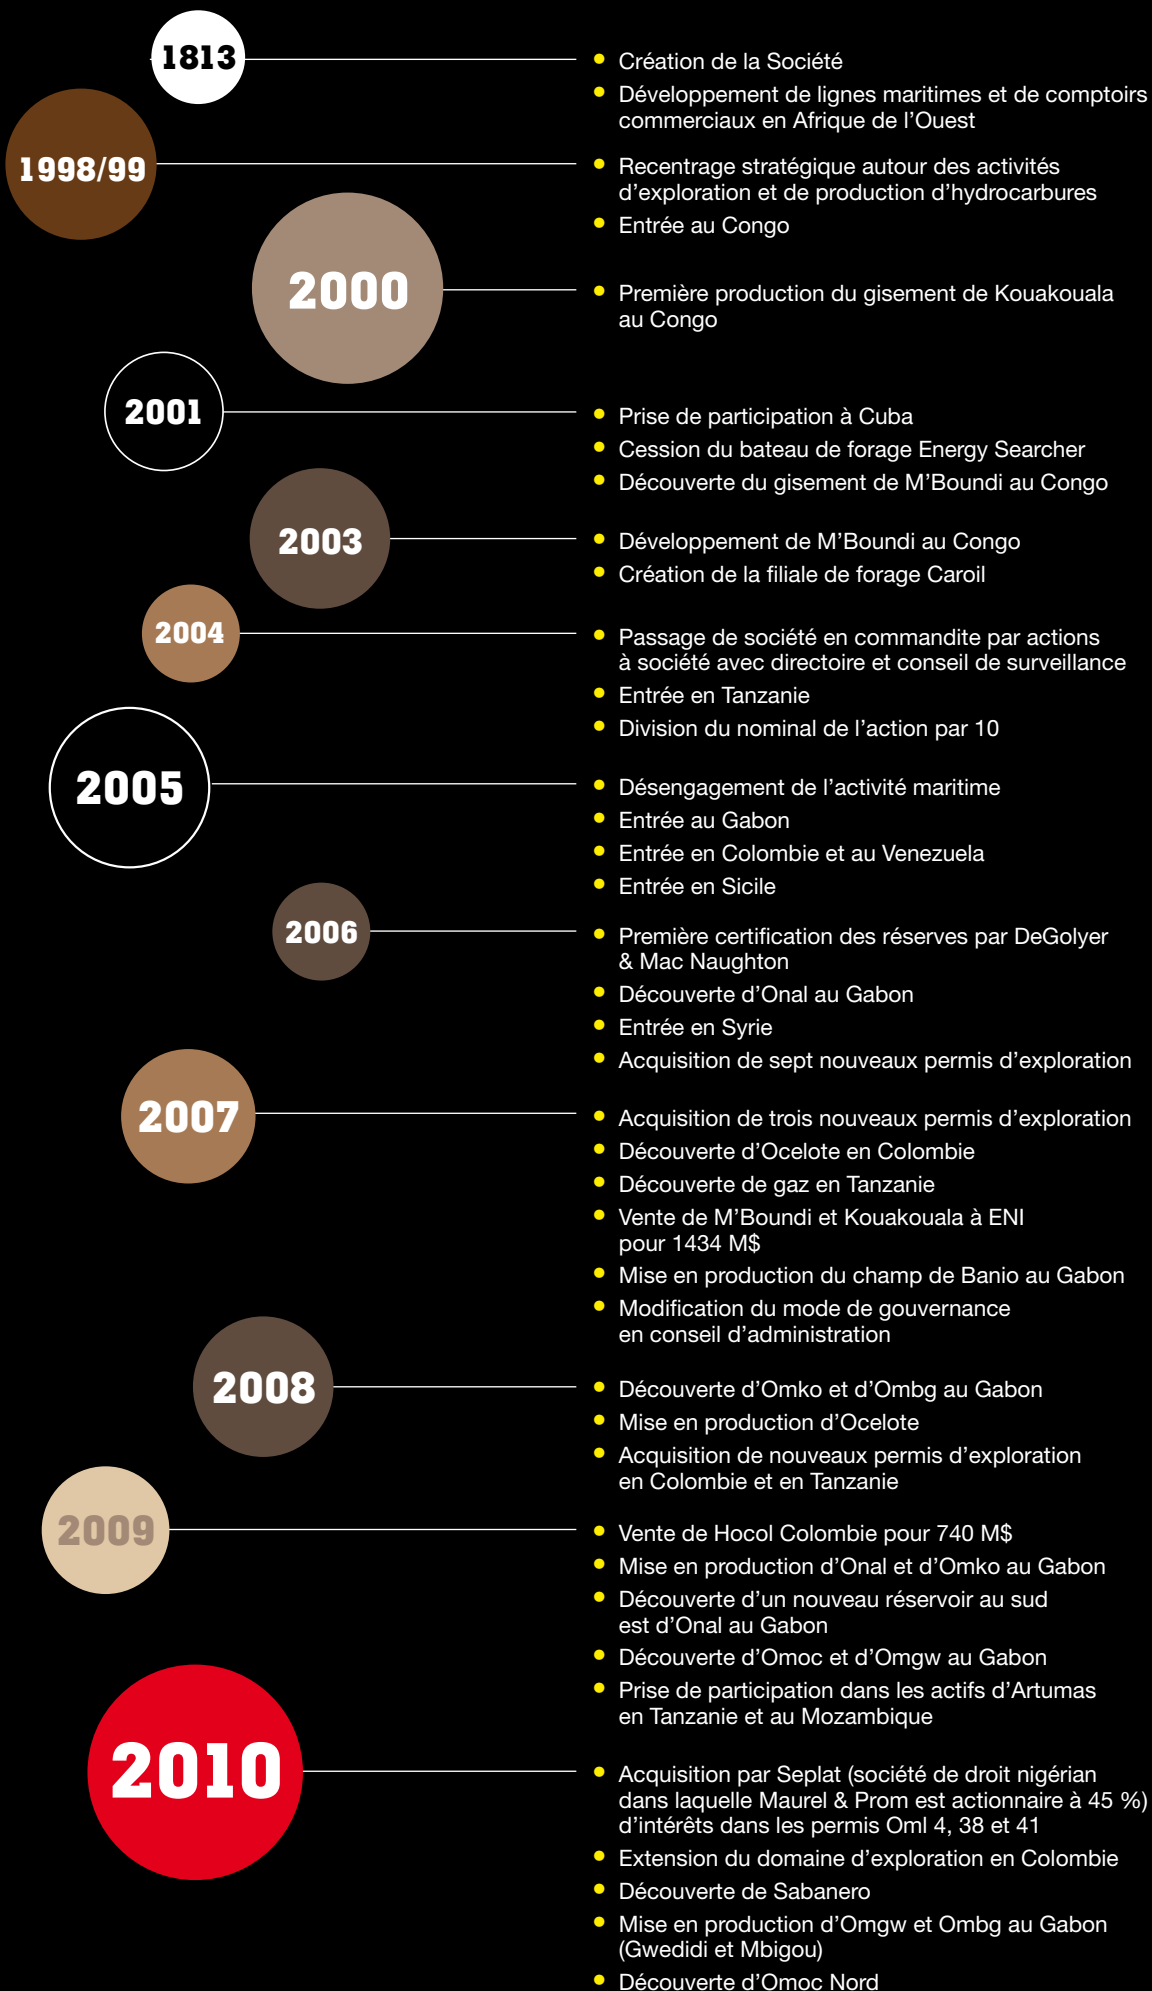 1813
Création de la Société
Développement de lignes maritimes et de comptoirs
commerciaux en Afrique de l’Ouest
1998/99
Recentrage stratégique autour des activités
d’exploration et de production d’hydrocarbures
Entrée au Congo
2000
Première production du gisement de Kouakouala
au Congo
2001
Prise de participation à Cuba
Cession du bateau de forage Energy Searcher
Découverte du gisement de M’Boundi au Congo
2003
Développement de M’Boundi au Congo
Création de la filiale de forage Caroil
2004
Passage de société en commandite par actions
à société avec directoire et conseil de surveillance
Entrée en Tanzanie
Division du nominal de l’action par 10
2005
Désengagement de l’activité maritime
Entrée au Gabon
Entrée en Colombie et au Venezuela
Entrée en Sicile
2006
Première certification des réserves par DeGolyer
& Mac Naughton
Découverte d’Onal au Gabon
Entrée en Syrie
Acquisition de sept nouveaux permis d’exploration
2007
Acquisition de trois nouveaux permis d’exploration
Découverte d’Ocelote en Colombie
Découverte de gaz en Tanzanie
Vente de M’Boundi et Kouakouala à ENI
pour 1434 M$
Mise en production du champ de Banio au Gabon
Modification du mode de gouvernance
en conseil d’administration
2008
Découverte d’Omko et d’Ombg au Gabon
Mise en production d’Ocelote
Acquisition de nouveaux permis d’exploration
en Colombie et en Tanzanie
2009
Vente de Hocol Colombie pour 740 M$
Mise en production d’Onal et d’Omko au Gabon
Découverte d’un nouveau réservoir au sud
est d’Onal au Gabon
Découverte d’Omoc et d’Omgw au Gabon
Prise de participation dans les actifs d’Artumas
en Tanzanie et au Mozambique
2010
Acquisition par Seplat (société de droit nigérian
dans laquelle Maurel & Prom est actionnaire à 45 %)
d’intérêts dans les permis Oml 4, 38 et 41
Extension du domaine d’exploration en Colombie
Découverte de Sabanero
Mise en production d’Omgw et Ombg au Gabon
(Gwedidi et Mbigou)
Découverte d’Omoc Nord